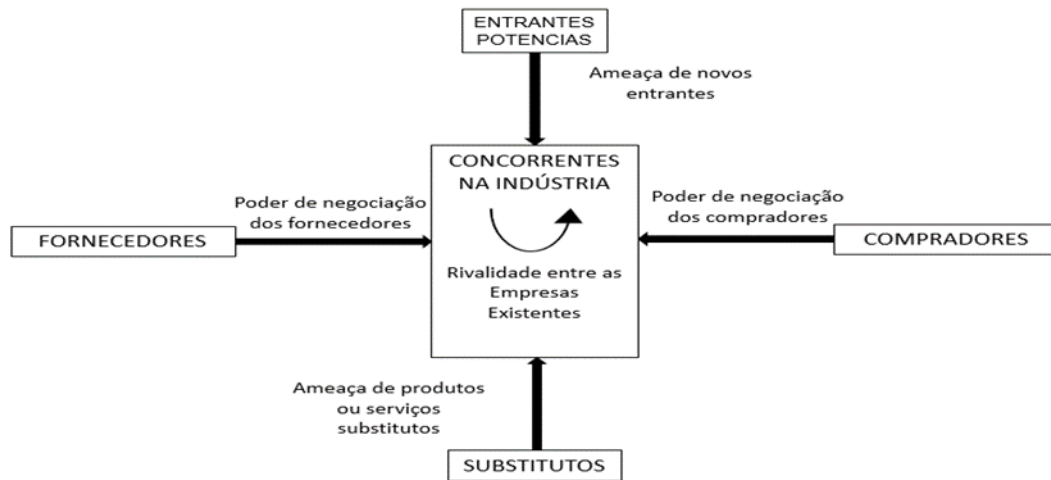 ENTRANTES
POTENCIAS
Ameaça de novos
entrantes
CONCORRENTES
NA INDÚSTRIA
Poder de negociação
dos fornecedores
Poder de negociação
dos compradores
FORNECEDORES
COMPRADORES
Rivalidade entre as
Empresas
Existentes
Ameaça de produtos
ou serviços
substitutos
SUBSTITUTOS